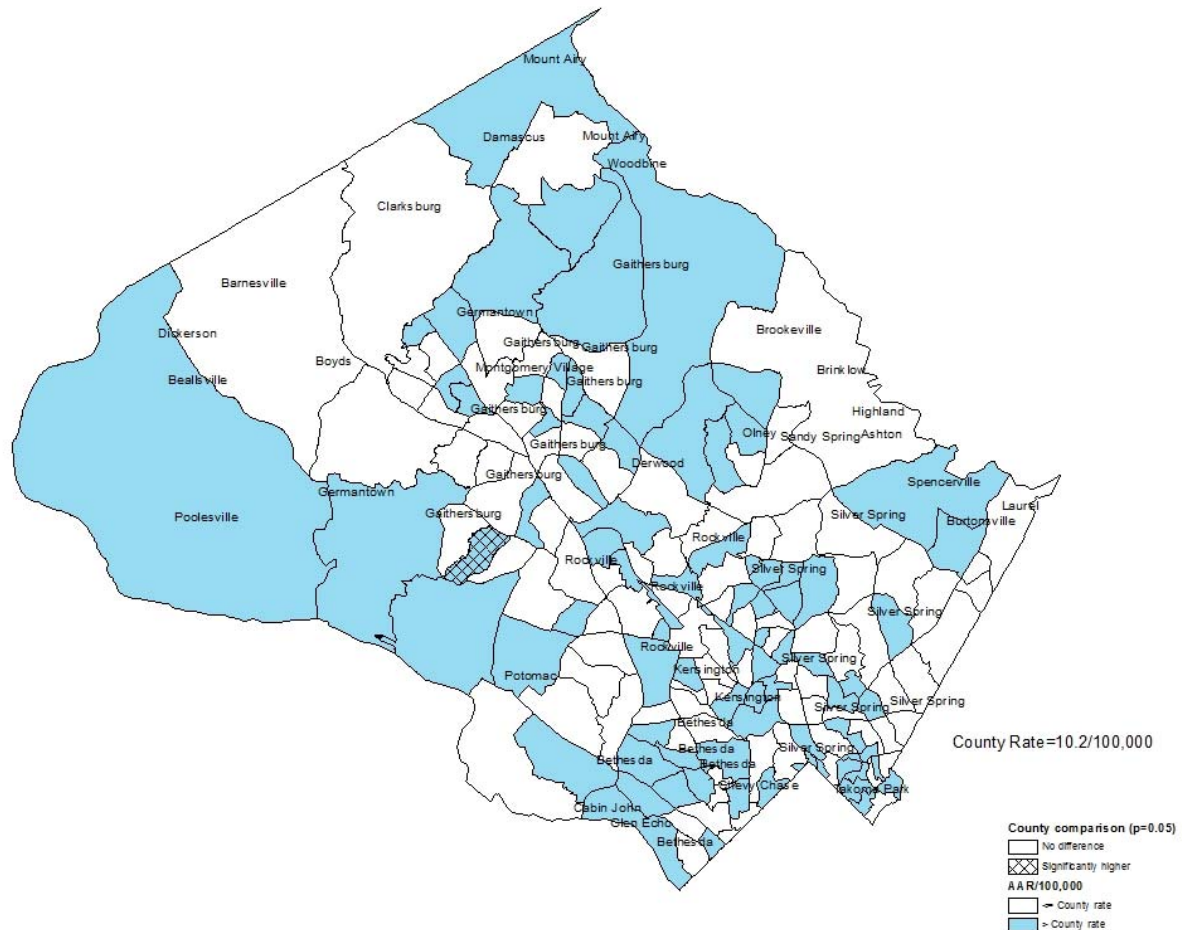 Mount Airy
Damascus
Mount Airy
Woodbine
Clarksburg
Gaithersburg
Barnesville
Germantown
Dickerson
Brookeville
Gaithersburg
Gaithersburg
Boyds
Montgomery Village
Brinklow
Beallsville
Gaithersburg
Gaithersburg
Highland
Olney
Sandy Spring
Ashton
Gaithersburg
Derwood
Gaithersburg
Spencerville
Germantown
Laurel
Poolesville
Gaithersburg
Silver Spring
Burtonsville
Rockville
Rockville
Silver Spring
Rockville
Silver Spring
Rockville
Silver Spring
Potomac
Kensington
Kensington
Silver Spring
Silver Spring
Bethesda
County Rate=10.2/100,000
Bethesda
Silver Spring
Bethesda
Bethesda
Chevy Chase
Takoma Park
Cabin John
Glen Echo
Bethesda
County comparison (p=0.05)
No difference
Significantly higher
AAR/100,000
County rate
> County rate